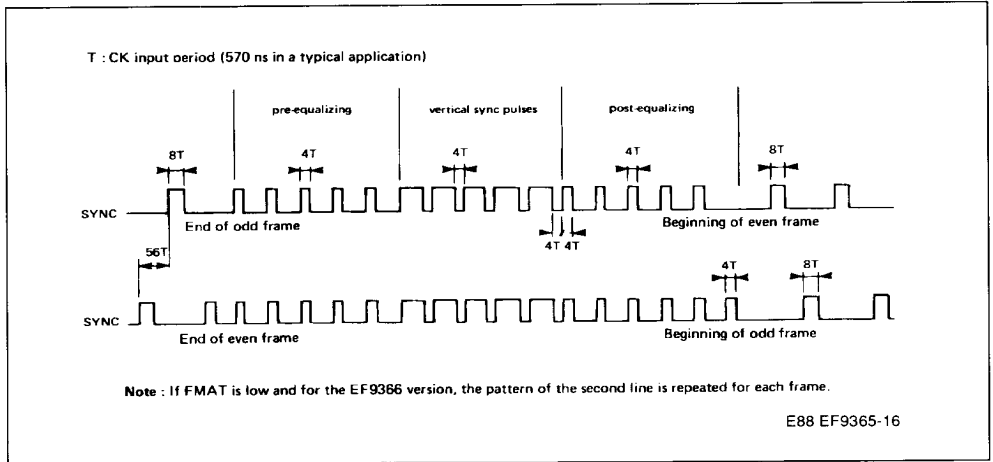 T : CK input period (570 ns in a typical application)
pre-equalizing
vertical sync pulses
post-equalizing
8T
4T
4T
4T
8T
SYNC
End of odd frame
Beginning of even frame
4T 4T
56T
4T
8T
SYNC
End of even frame
Beginning of odd frame
Note : If FMAT is low and for the EF9366 version, the pattern of the second line is repeated for each frame.
E88 EF9365-16